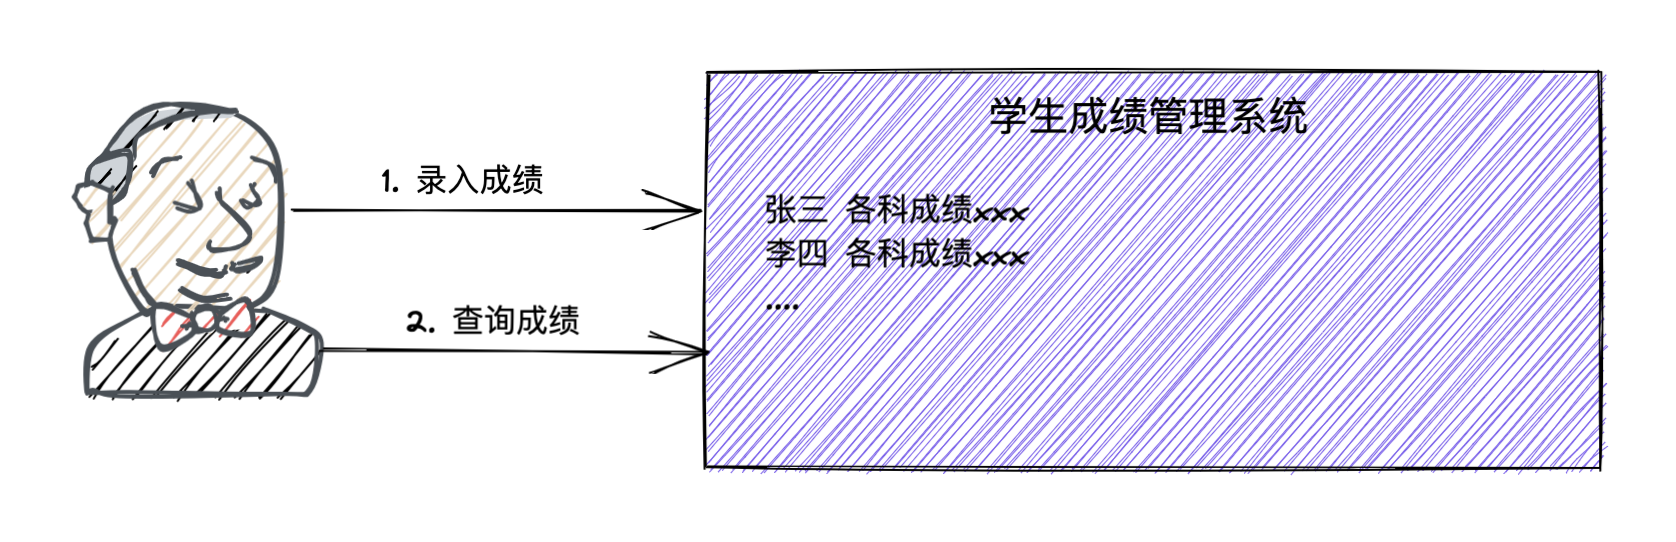 学生成绩管理系统
1. 录入成绩
张三 各科成绩xxx
李四 各科成绩xxx
....
2. 查询成绩